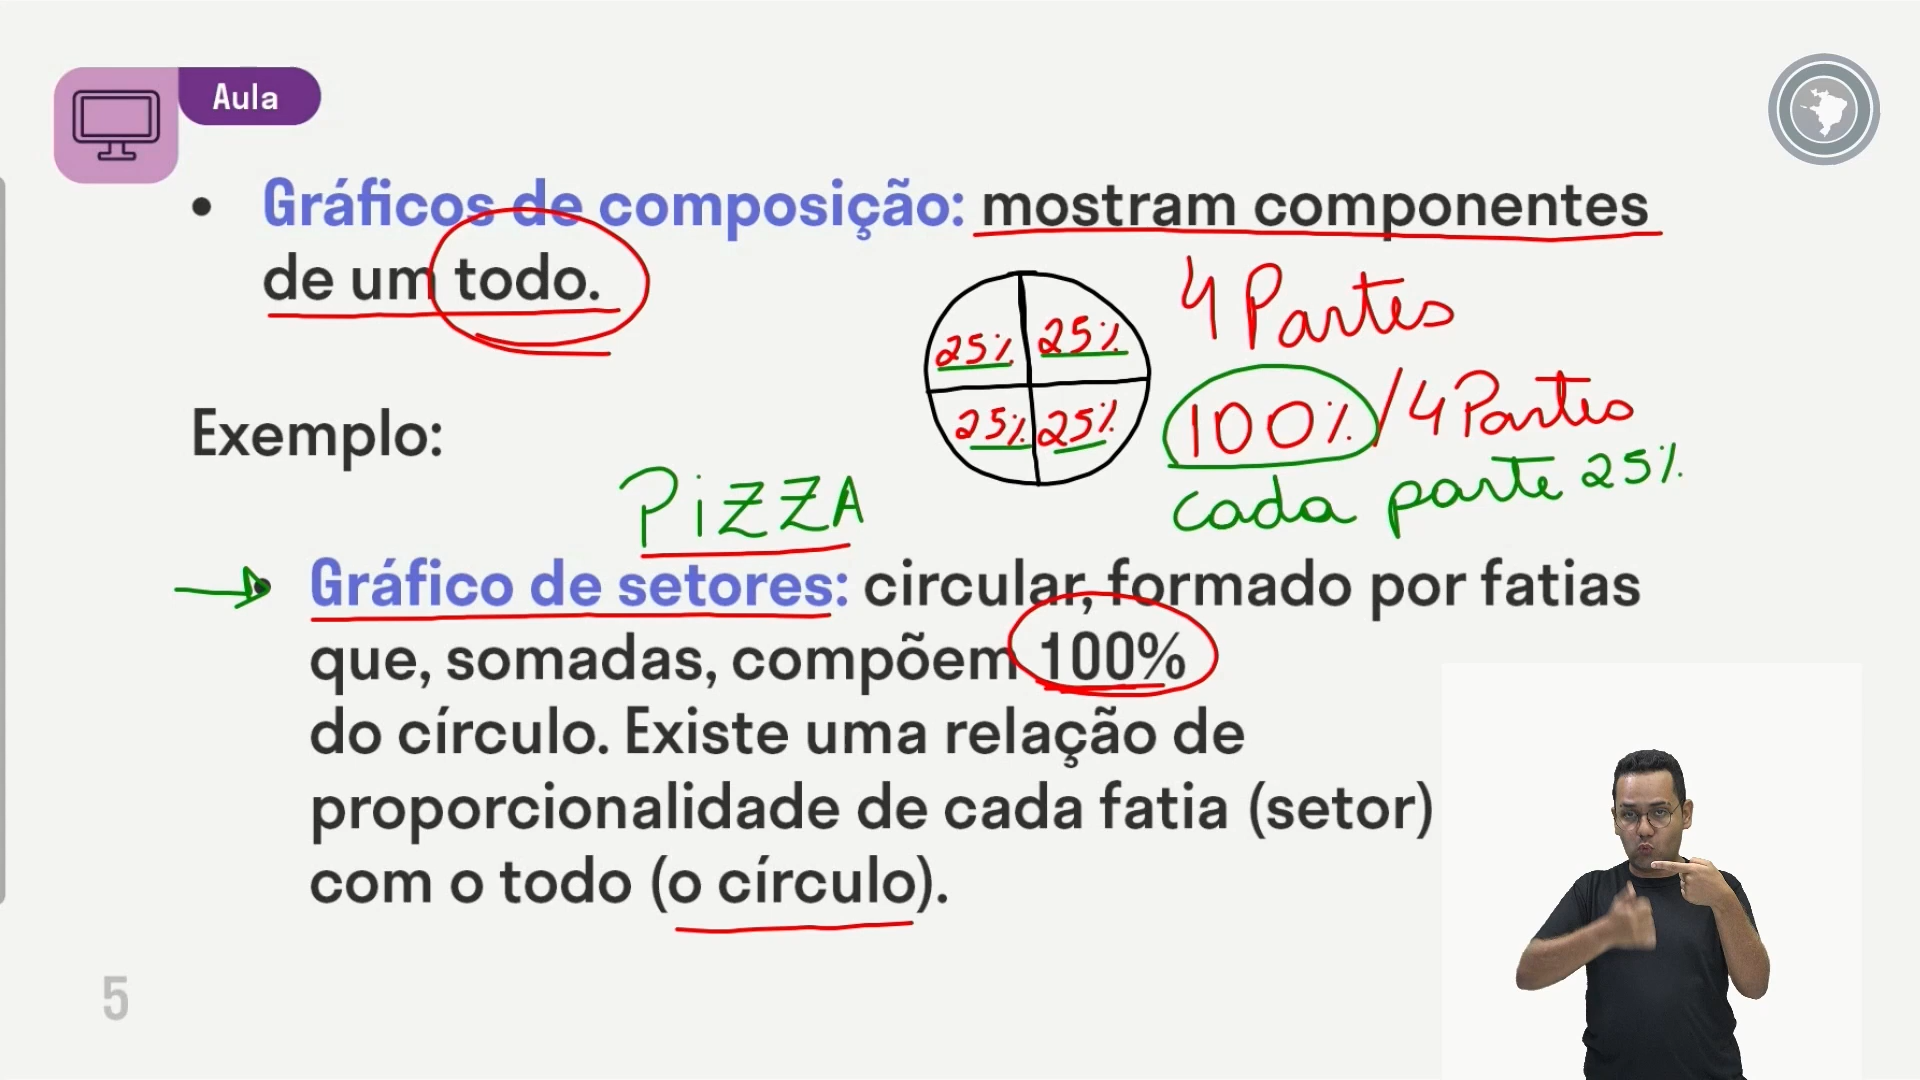 Aula
• Gráficos de composição: mostram componentes
de um todo.
4 Partes
25% 25%
25% 25%
100% / 4 Partes
cada parte 25%
Exemplo:
PiZZA
• Gráfico de setores: circular, formado por fatias
que, somadas, compõem 100%
do círculo. Existe uma relação de
proporcionalidade de cada fatia (setor)
com o todo (o círculo).
5